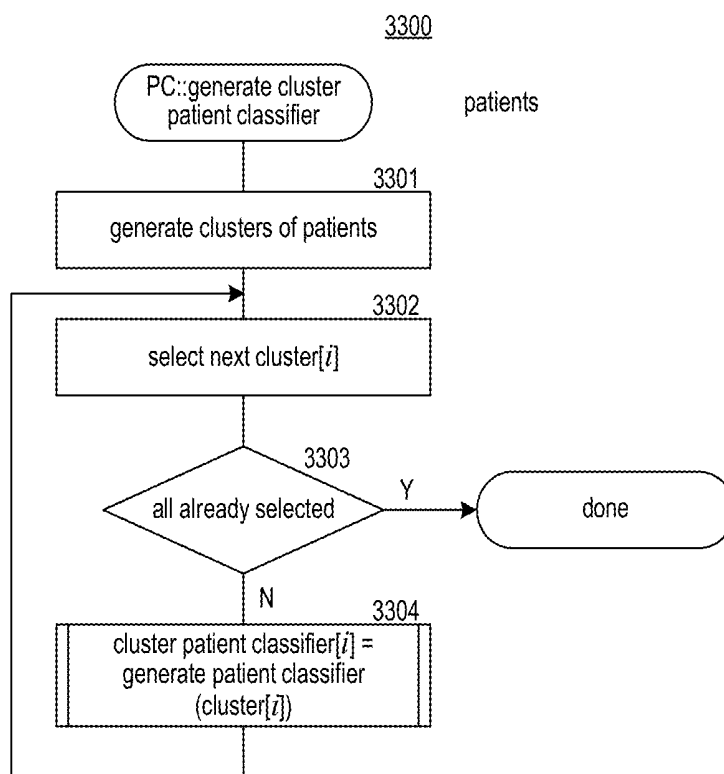 3300
PC::generate cluster
patient classifier
patients
3301
generate clusters of patients
3302
select next cluster[i]
3303
all already selected
Y
done
N
3304
cluster patient classifier[i] =
generate patient classifier
(cluster[i])